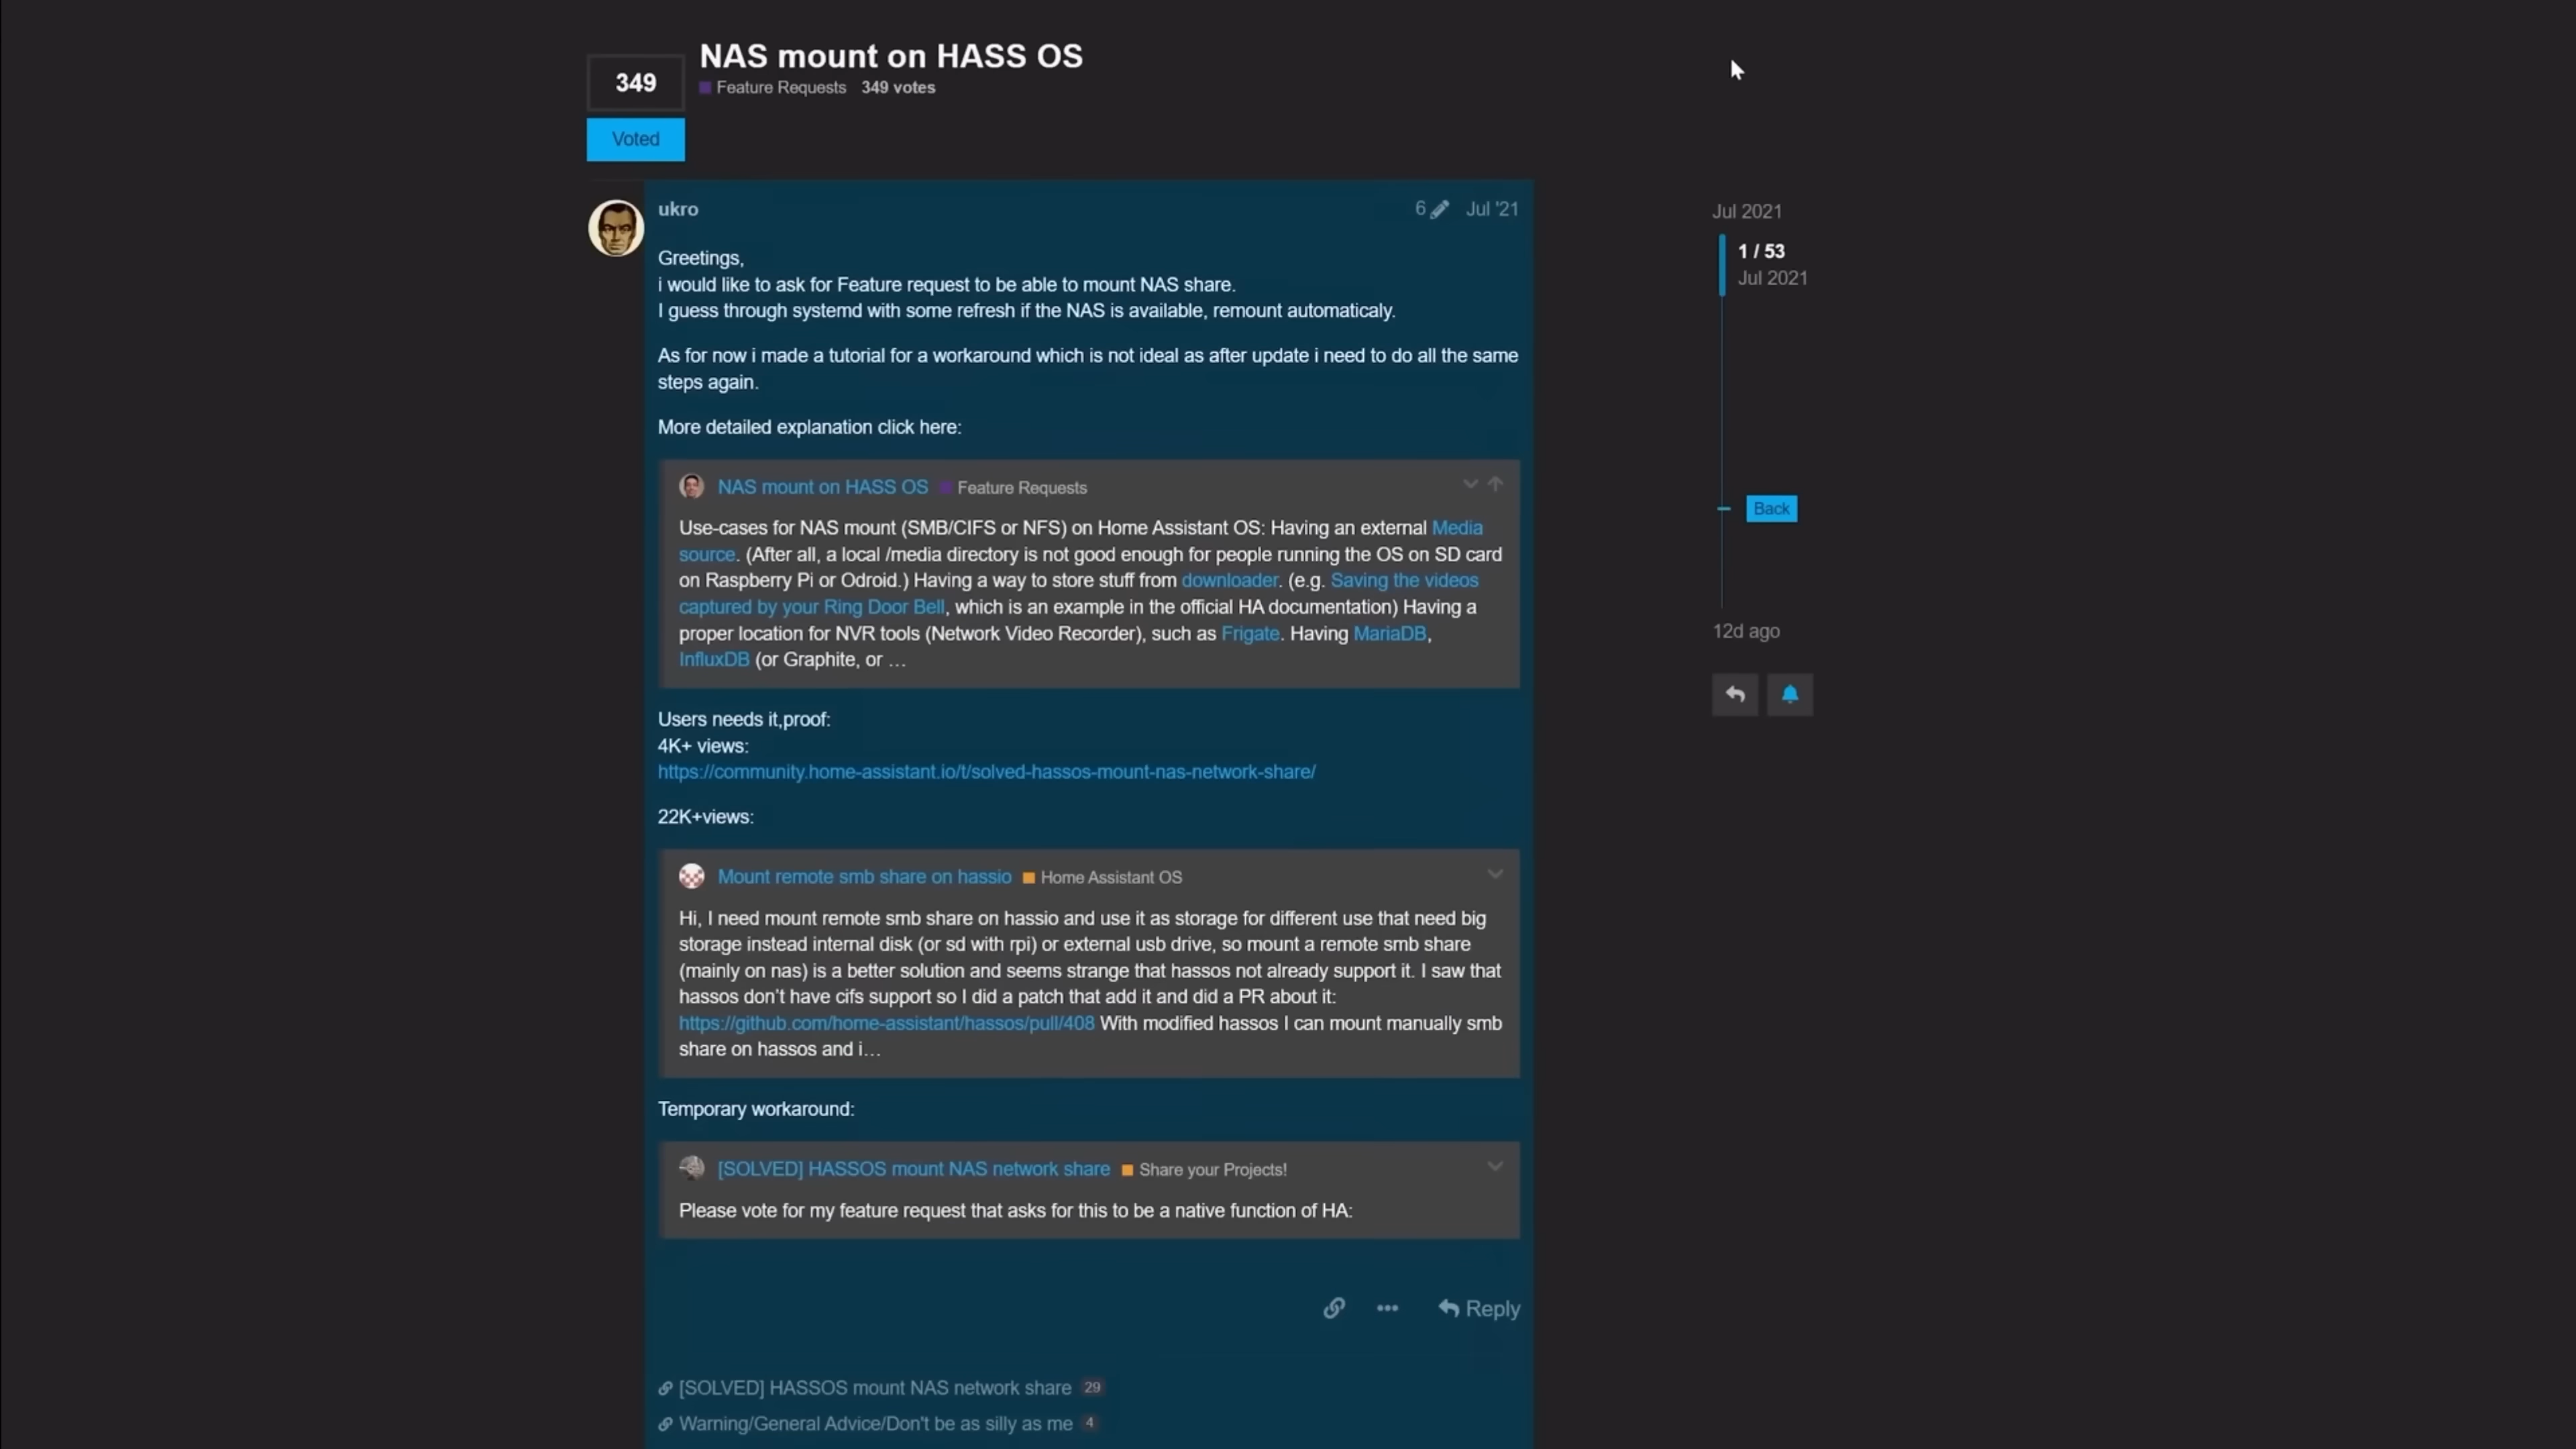 NAS mount on HASS OS
349
Feature Requests 349 votes
Voted
ukro
6 Jul '21
Greetings,
i would like to ask for Feature request to be able to mount NAS share.
I guess through systemd with some refresh if the NAS is available, remount automaticaly.
As for now i made a tutorial for a workaround which is not ideal as after update i need to do all the same
steps again.
More detailed explanation click here:
NAS mount on HASS OS Feature Requests
Use-cases for NAS mount (SMB/CIFS or NFS) on Home Assistant OS: Having an external Media
source. (After all, a local /media directory is not good enough for people running the OS on SD card
on Raspberry Pi or Odroid.) Having a way to store stuff from downloader. (e.g. Saving the videos
captured by your Ring Door Bell, which is an example in the official HA documentation) Having a
proper location for NVR tools (Network Video Recorder), such as Frigate. Having MariaDB,
InfluxDB (or Graphite, or …
Users needs it,proof:
4K+ views:
https://community.home-assistant.io/t/solved-hassos-mount-nas-network-share/
22K+views:
Mount remote smb share on hassio Home Assistant OS
Hi, I need mount remote smb share on hassio and use it as storage for different use that need big
storage instead internal disk (or sd with rpi) or external usb drive, so mount a remote smb share
(mainly on nas) is a better solution and seems strange that hassos not already support it. I saw that
hassos don't have cifs support so I did a patch that add it and did a PR about it:
https://github.com/home-assistant/hassos/pull/408 With modified hassos I can mount manually smb
share on hassos and i…
Temporary workaround:
[SOLVED] HASSOS mount NAS network share Share your Projects!
Please vote for my feature request that asks for this to be a native function of HA:
Reply
[SOLVED] HASSOS mount NAS network share 29
Warning/General Advice/Don't be as silly as me 4
Jul 2021
1 / 53
Jul 2021
Back
12d ago